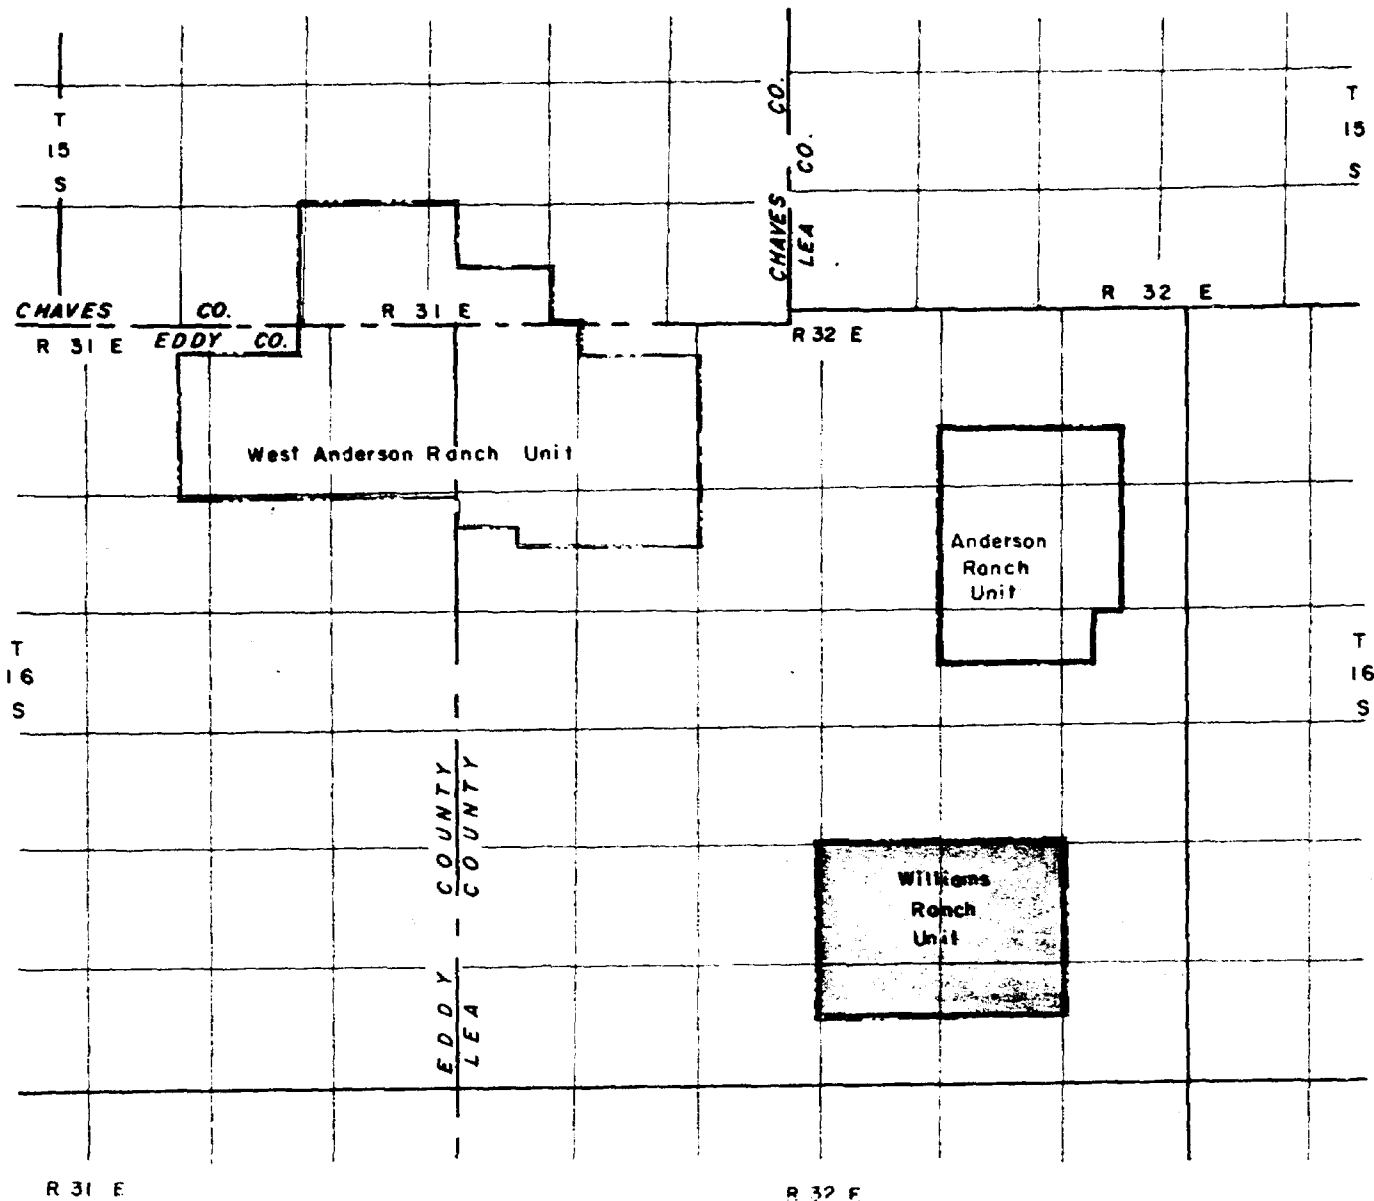 T
15
S
CHAVES CO.
LEA CO.
T
15
S
CHAVES CO.
R 31 E
R 32 E
R 31 E
EDDY CO.
R 32 E
West Anderson Ranch Unit
Anderson
Ranch
Unit
T
16
S
T
16
S
EDDY COUNTY
LEA COUNTY
Williams
Ranch
Unit
R 31 E
R 32 E